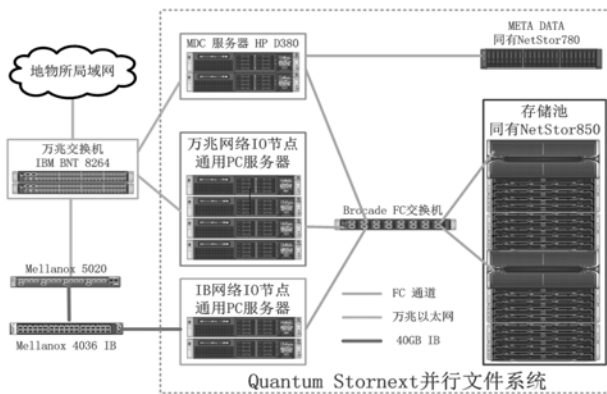 META DATA
同有NetStor780
MDC 服务器 HP D380
地物所局域网
存储池
同有NetStor850
万兆交换机
IBM BNT 8264
万兆网络IO节点
通用PC服务器
Brocade FC交换机
Mellanox 5020
IB网络IO节点
通用PC服务器
FC 通道
万兆以太网
40GB IB
Mellanox 4036 IB
Quantum Stornext并行文件系统